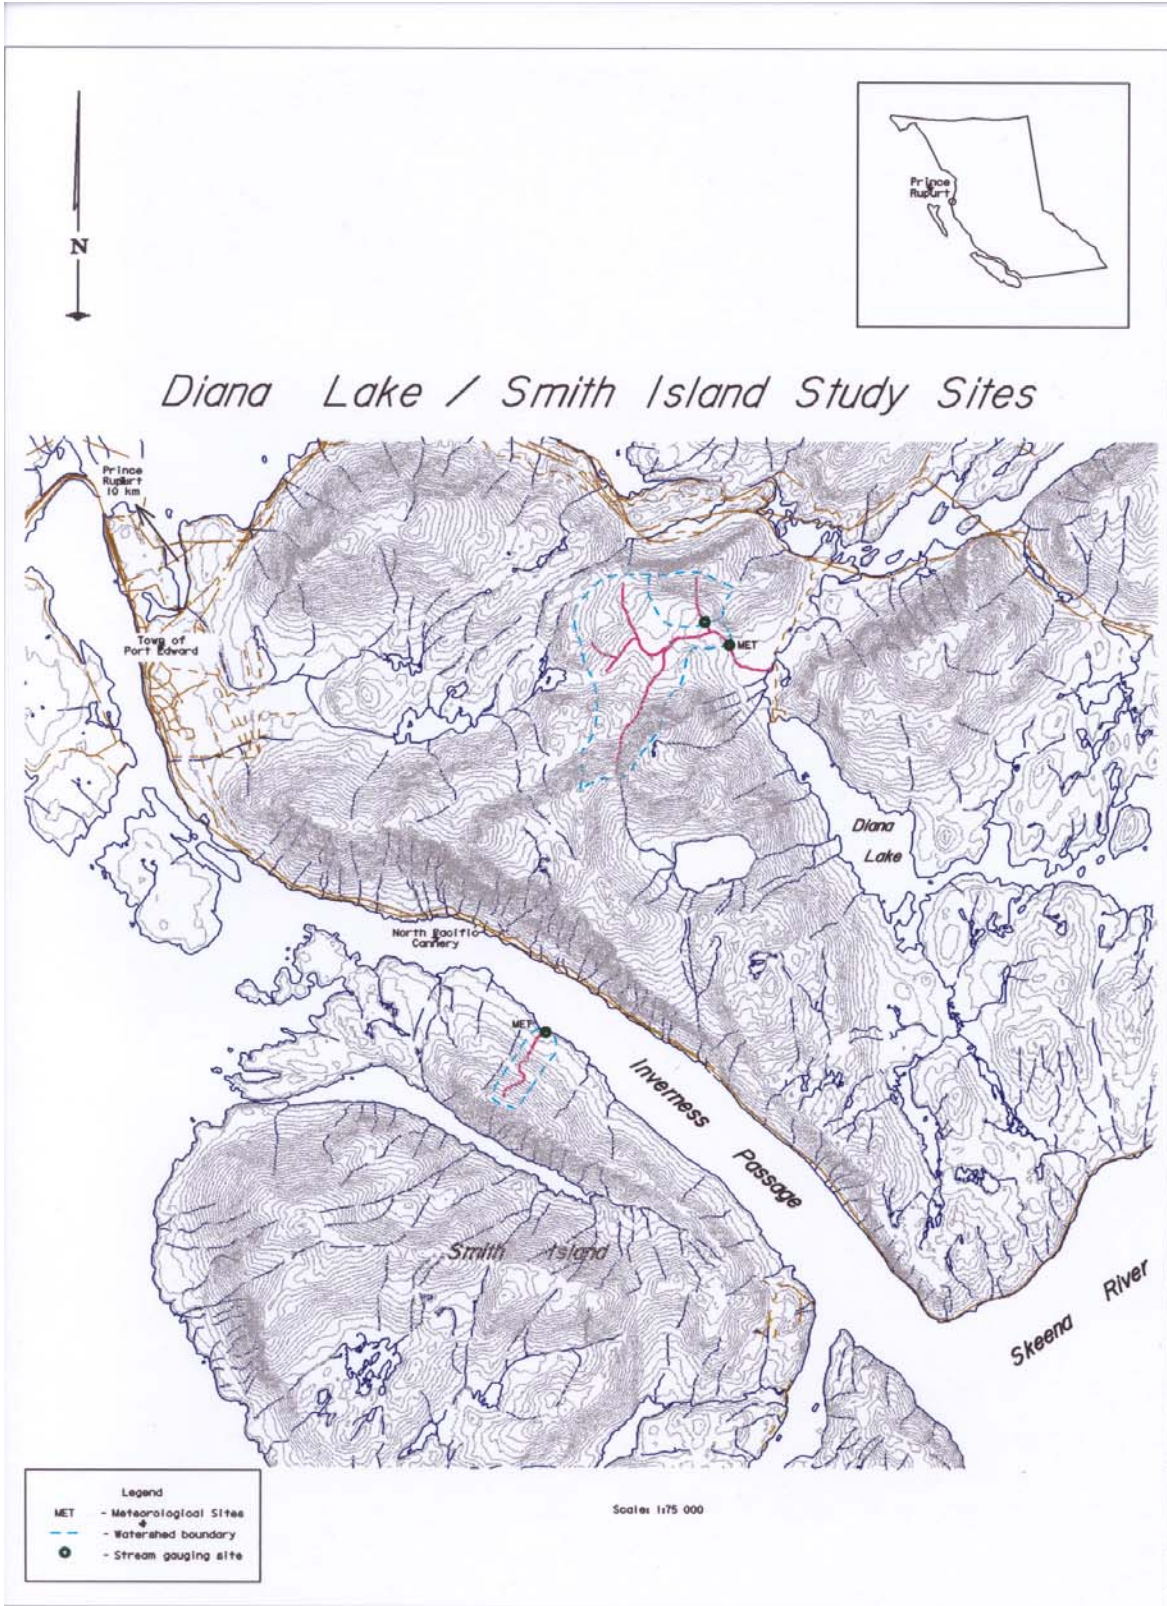 N
Prince
Rupurt
Diana Lake / Smith Island Study Sites
Prince
Rupurt
10 km
Town of
Port Edward
MET
Diana
Lake
North Pacific
Cannery
MET
Inverness
Passage
Smith Island
Skeena River
Legend
MET - Meteorological Sites
- Watershed boundary
- Stream gauging site
Scale: 1:75 000